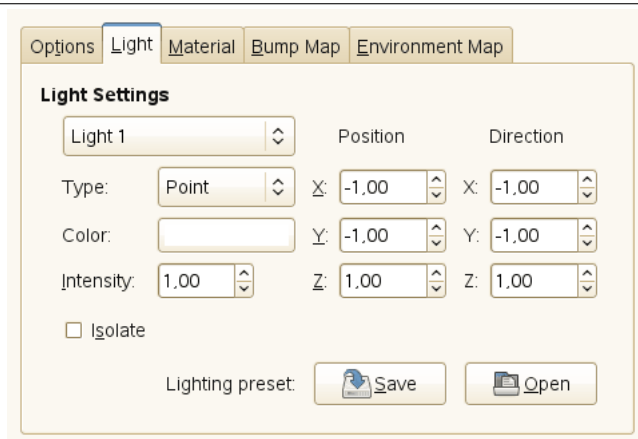 Options Light Material Bump Map Environment Map
Light Settings
Light 1 Position Direction
Type: Point X: -1,00 X: -1,00
Color: Y: -1,00 Y: -1,00
Intensity: 1,00 Z: 1,00 Z: 1,00
Isolate
Lighting preset: Save Open